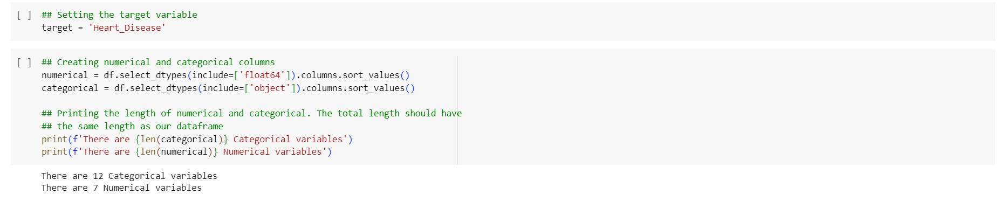 [ ] ## Setting the target variable
target = 'Heart_Disease'
[ ] ## Creating numerical and categorical columns
numerical = df.select_dtypes(include=['float64']).columns.sort_values()
categorical = df.select_dtypes(include=['object']).columns.sort_values()
## Printing the length of numerical and categorical. The total length should have
## the same length as our dataframe
print(f'There are {len(categorical)} Categorical variables')
print(f'There are {len(numerical)} Numerical variables')
There are 12 Categorical variables
There are 7 Numerical variables